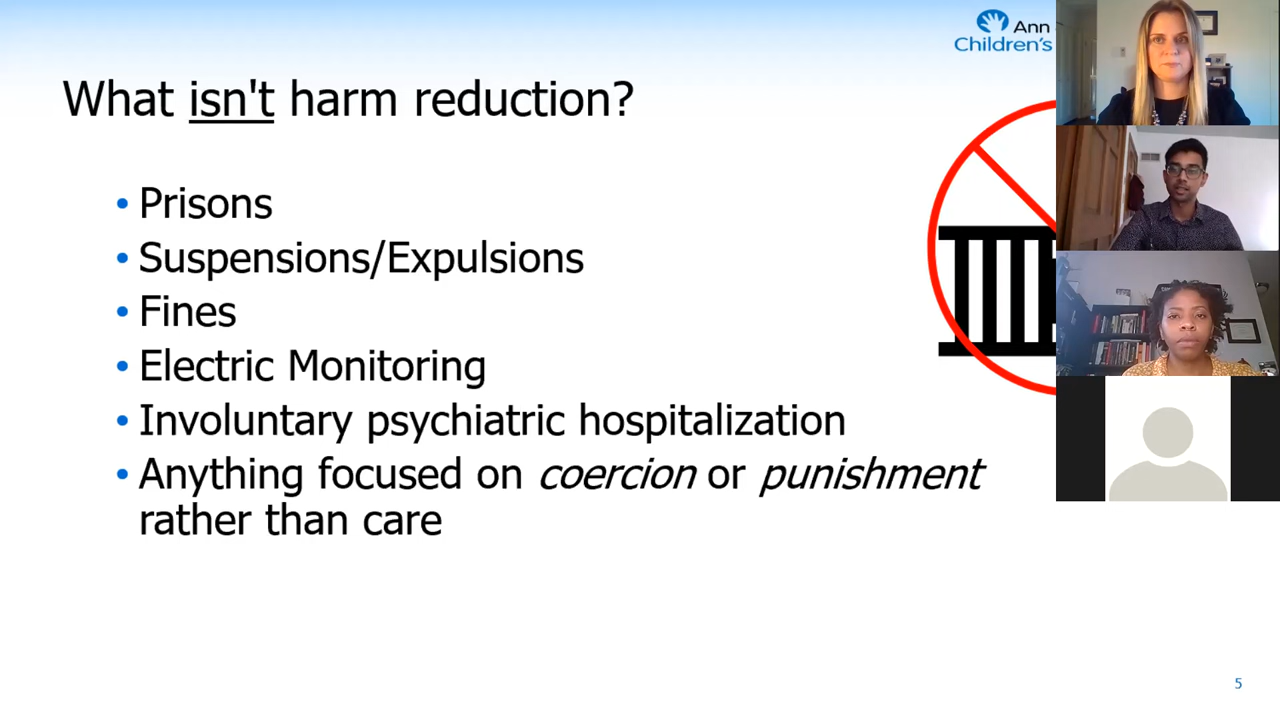 Ann
Children's
What isn't harm reduction?
• Prisons
• Suspensions/Expulsions
• Fines
• Electric Monitoring
• Involuntary psychiatric hospitalization
• Anything focused on coercion or punishment
rather than care
5